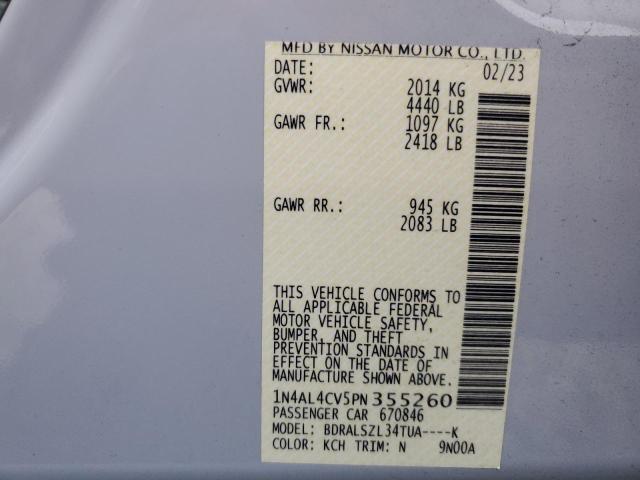 MFD BY NISSAN MOTOR CO., LTD.
DATE: 02/23
GVWR: 2014 KG
4440 LB
GAWR FR.: 1097 KG
2418 LB
GAWR RR.: 945 KG
2083 LB
THIS VEHICLE CONFORMS TO
ALL APPLICABLE FEDERAL
MOTOR VEHICLE SAFETY,
BUMPER, AND THEFT
PREVENTION STANDARDS IN
EFFECT ON THE DATE OF
MANUFACTURE SHOWN ABOVE.
1N4AL4CV5PN355260
PASSENGER CAR 670846
MODEL: BDRALSZL34TUA----K
COLOR: KCH TRIM: N 9N00A